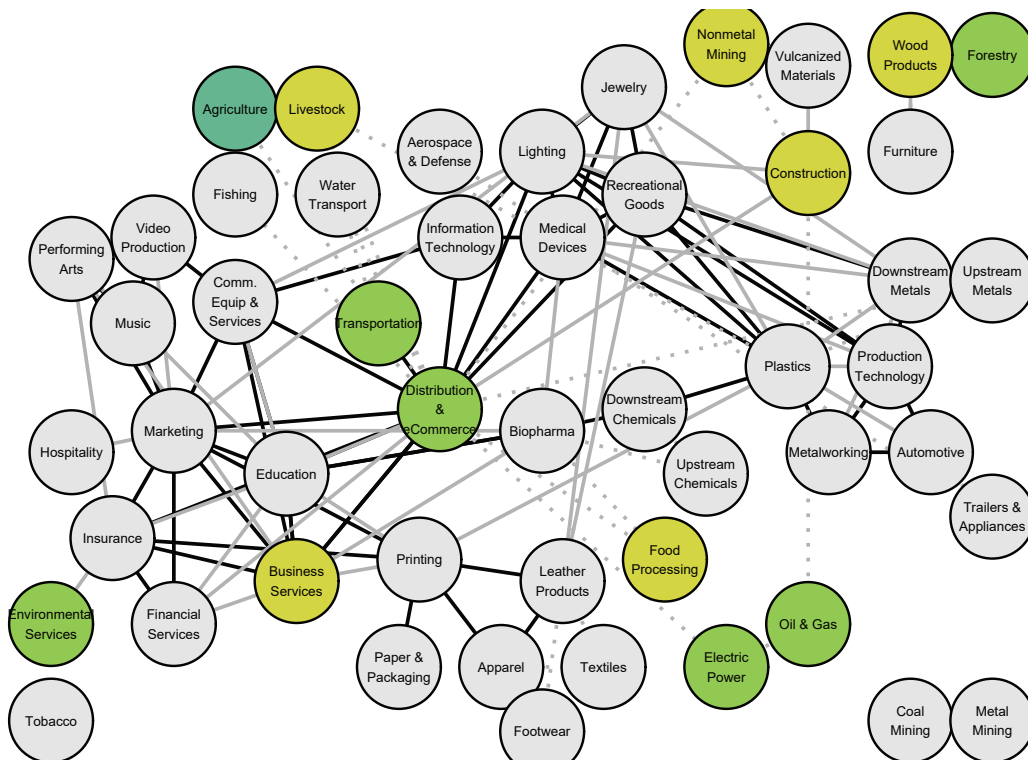 Nonmetal
Mining
Vulcanized
Materials
Wood
Products
Forestry
Jewelry
Agriculture
Livestock
Aerospace
& Defense
Lighting
Furniture
Construction
Fishing
Water
Transport
Recreational
Goods
Video
Production
Information
Technology
Medical
Devices
Performing
Arts
Comm.
Equip &
Services
Downstream
Metals
Upstream
Metals
Music
Transportation
Plastics
Production
Technology
Distribution
&
eCommerce
Downstream
Chemicals
Marketing
Biopharma
Hospitality
Education
Upstream
Chemicals
Metalworking
Automotive
Trailers &
Appliances
Insurance
Printing
Food
Processing
Business
Services
Leather
Products
Environmental
Services
Financial
Services
Oil & Gas
Paper &
Packaging
Apparel
Textiles
Electric
Power
Tobacco
Footwear
Coal
Mining
Metal
Mining